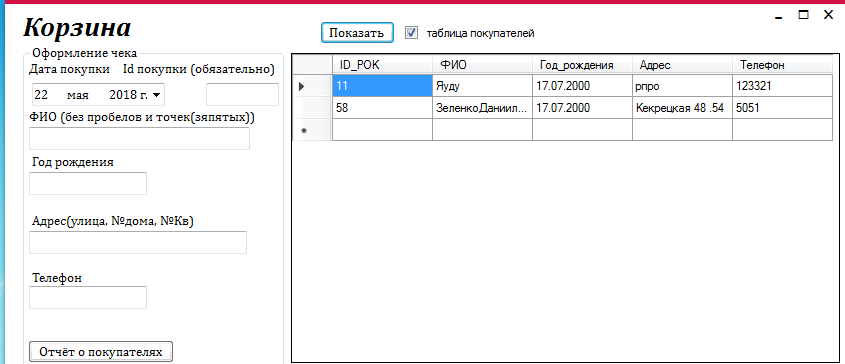 Корзина
Показать
таблица покупателей
Оформление чека
Дата покупки Id покупки (обязательно)
22 мая 2018 г.
ФИО (без пробелов и точек(зяпятых))
Год рождения
Адрес(улица, №дома, №Кв)
Телефон
Отчёт о покупателях
ID_POK ФИО Год_рождения Адрес Телефон
11 Яуду 17.07.2000 рпро 123321
58 ЗеленкоДаниил... 17.07.2000 Кекрецкая 48 .54 5051